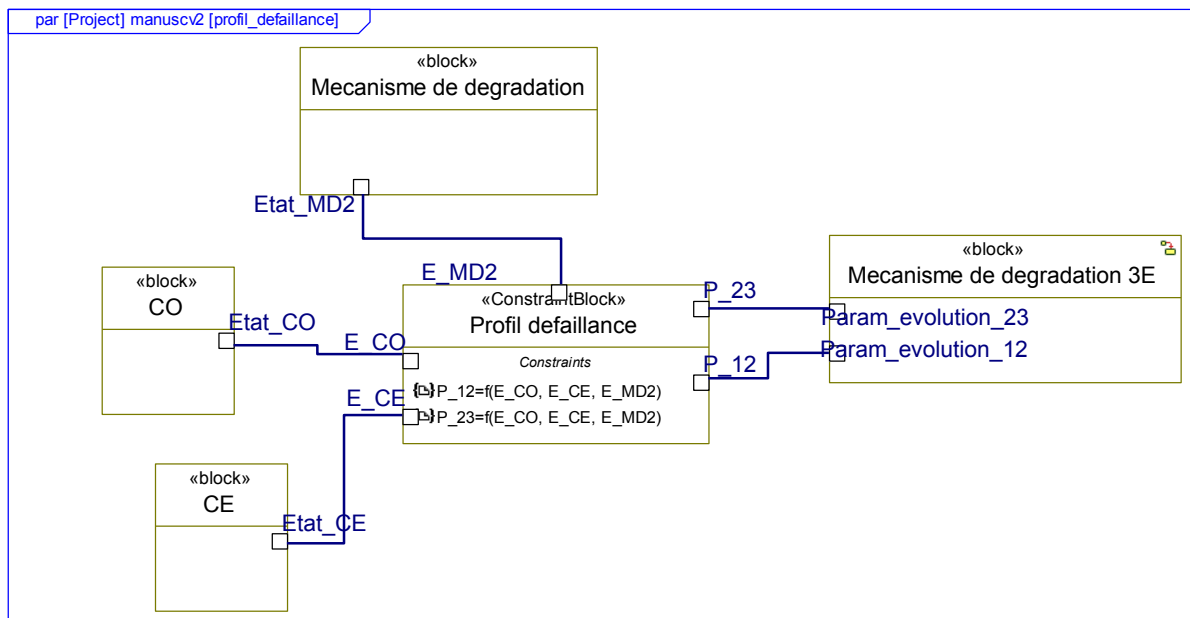 par [Project] manuscv2 [profil_defaillance]
«block»
Mecanisme de degradation
Etat_MD2
E_MD2
«block»
CO
Etat_CO
E_CO
«ConstraintBlock»
Profil defaillance
Constraints
{}P_12=f(E_CO, E_CE, E_MD2)
{}P_23=f(E_CO, E_CE, E_MD2)
P_23
P_12
«block»
Mecanisme de degradation 3E
Param_evolution_23
Param_evolution_12
E_CE
«block»
CE
Etat_CE